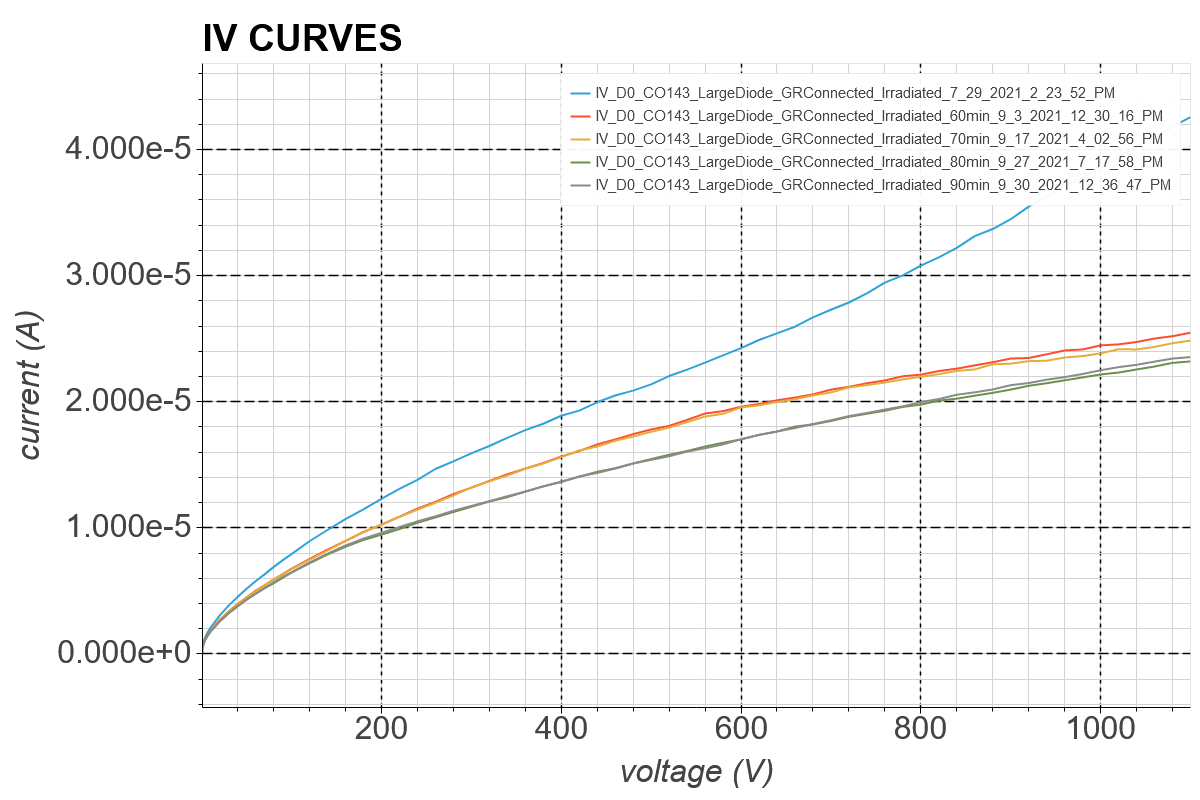 IV CURVES
IV_D0_CO143_LargeDiode_GRConnected_Irradiated_7_29_2021_2_23_52_PM
IV_D0_CO143_LargeDiode_GRConnected_Irradiated_60min_9_3_2021_12_30_16_PM
IV_D0_CO143_LargeDiode_GRConnected_Irradiated_70min_9_17_2021_4_02_56_PM
IV_D0_CO143_LargeDiode_GRConnected_Irradiated_80min_9_27_2021_7_17_58_PM
IV_D0_CO143_LargeDiode_GRConnected_Irradiated_90min_9_30_2021_12_36_47_PM
4.000e-5
3.000e-5
2.000e-5
1.000e-5
0.000e+0
current (A)
200 400 600 800 1000
voltage (V)